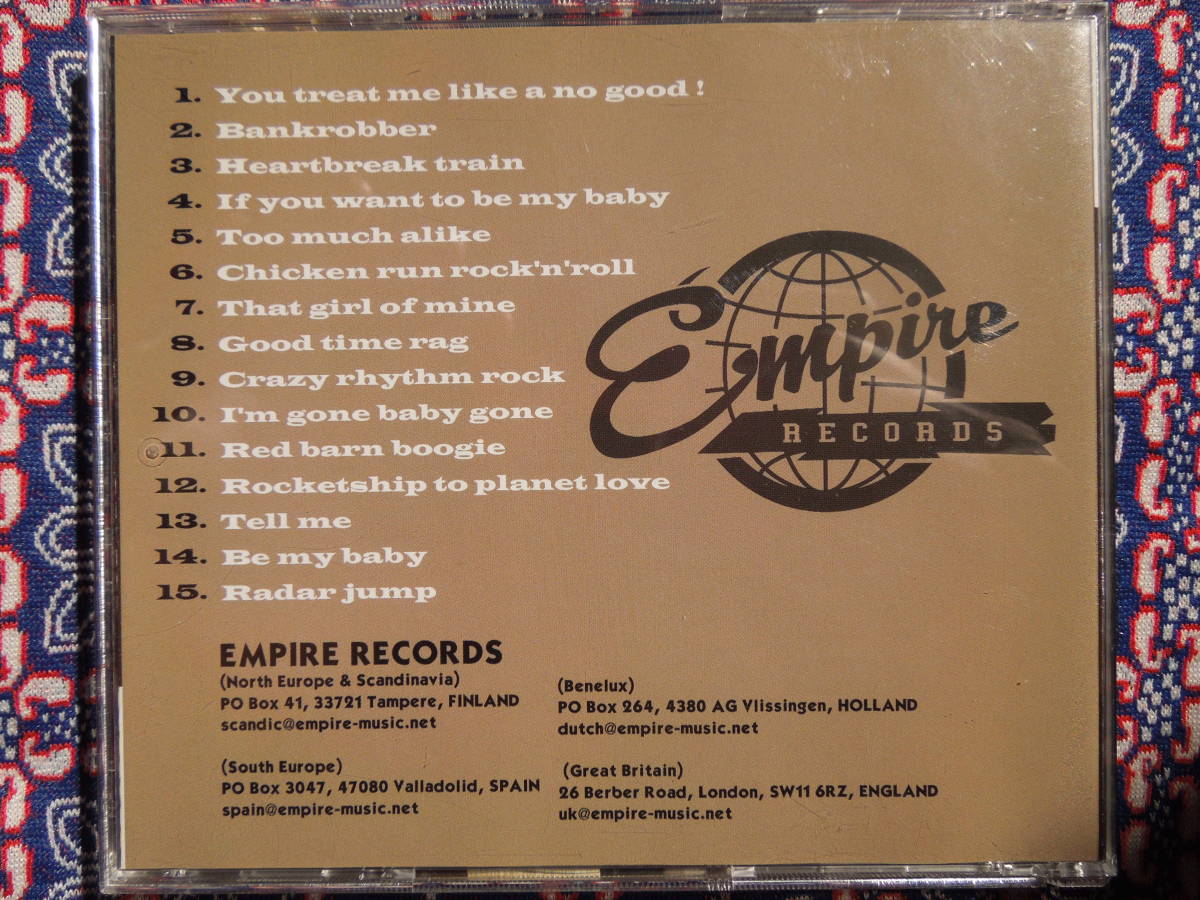 1. You treat me like a no good !
2. Bankrobber
3. Heartbreak train
4. If you want to be my baby
5. Too much alike
6. Chicken run rock'n'roll
7. That girl of mine
8. Good time rag
9. Crazy rhythm rock
10. I'm gone baby gone
11. Red barn boogie
12. Rocketship to planet love
13. Tell me
14. Be my baby
15. Radar jump
Empire
RECORDS
EMPIRE RECORDS
(North Europe & Scandinavia)
PO Box 41, 33721 Tampere, FINLAND
scandic@empire-music.net
(Benelux)
PO Box 264, 4380 AG Vlissingen, HOLLAND
dutch@empire-music.net
(South Europe)
PO Box 3047, 47080 Valladolid, SPAIN
spain@empire-music.net
(Great Britain)
26 Berber Road, London, SW11 6RZ, ENGLAND
uk@empire-music.net